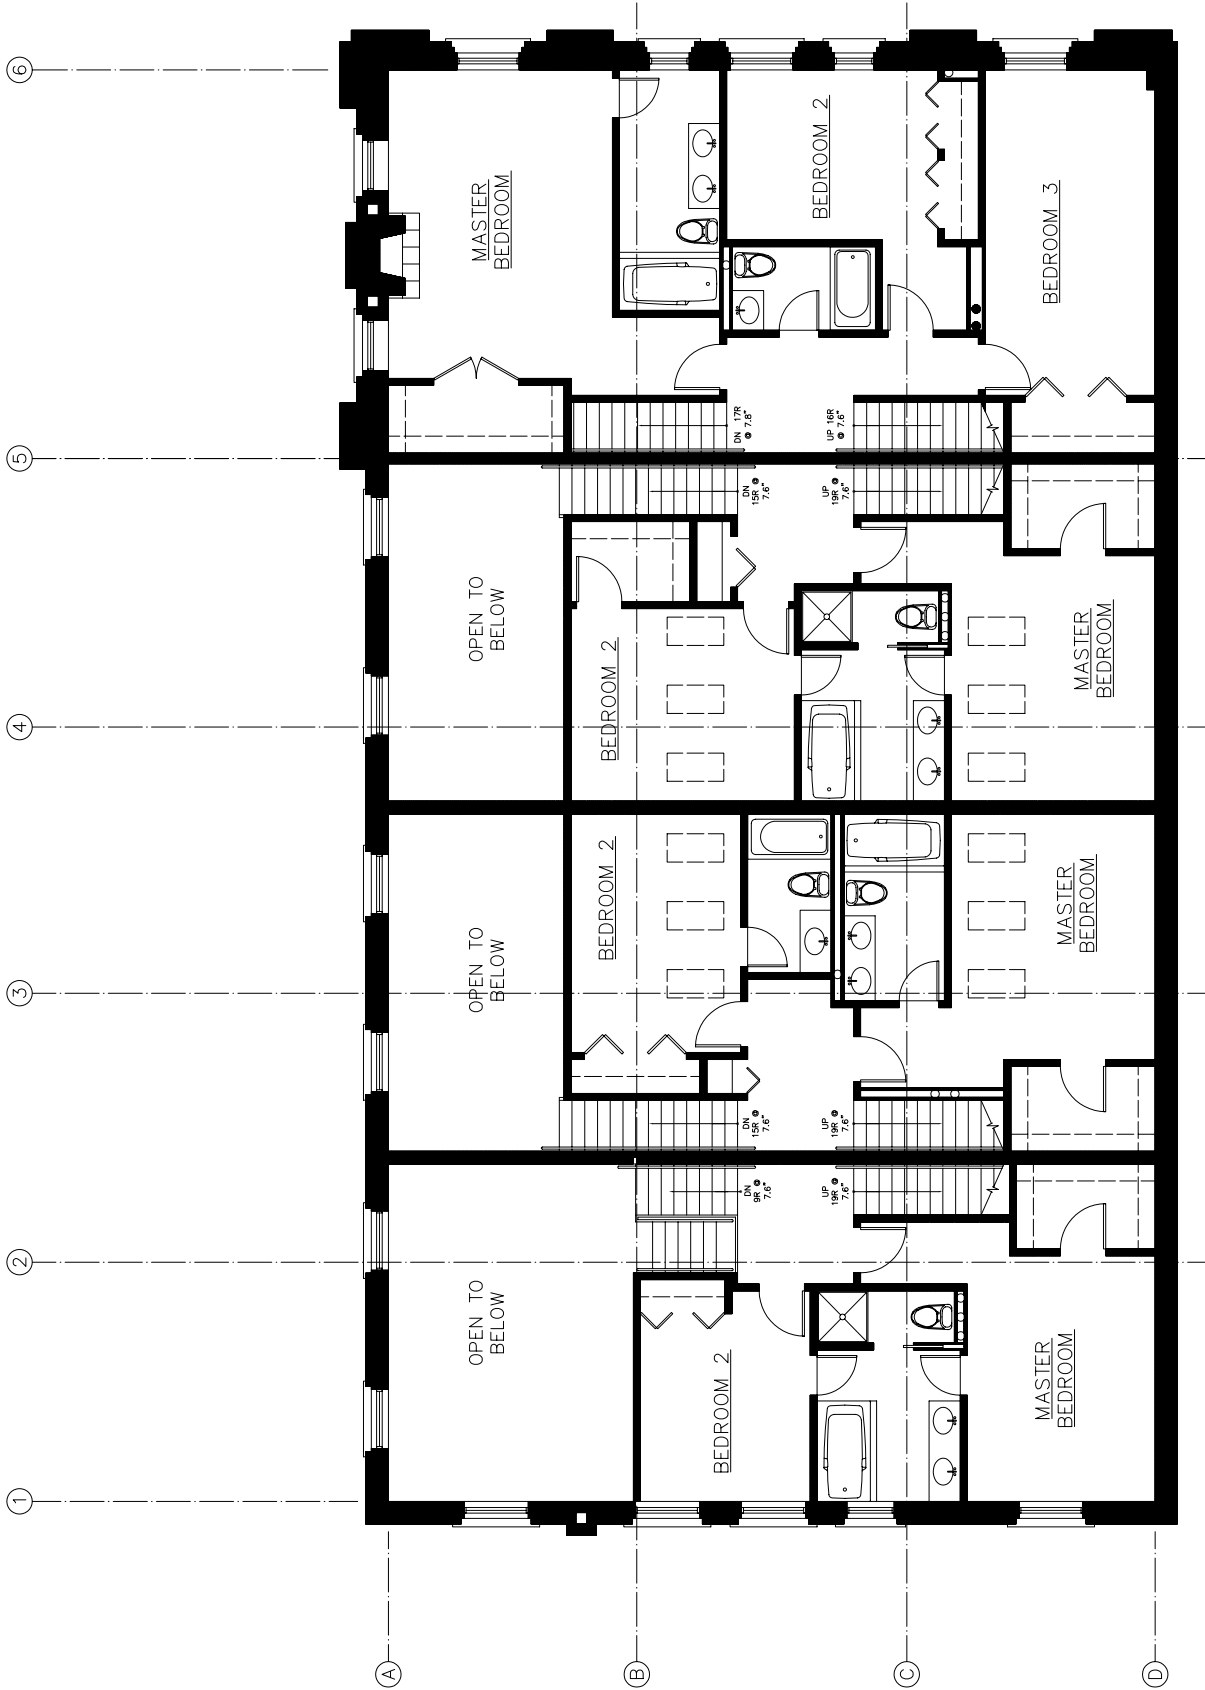 6
5
4
3
2
1
A
B
C
D
MASTER
BEDROOM
BEDROOM 2
BEDROOM 3
DN 17R
@ 7.8"
UP 16R
@ 7.6"
OPEN TO
BELOW
DN
15R @
7.6"
UP
19R @
7.6"
BEDROOM 2
MASTER
BEDROOM
OPEN TO
BELOW
BEDROOM 2
MASTER
BEDROOM
DN
15R @
7.6"
UP
19R @
7.6"
OPEN TO
BELOW
DN
9R @
7.6"
UP
19R @
7.6"
BEDROOM 2
MASTER
BEDROOM